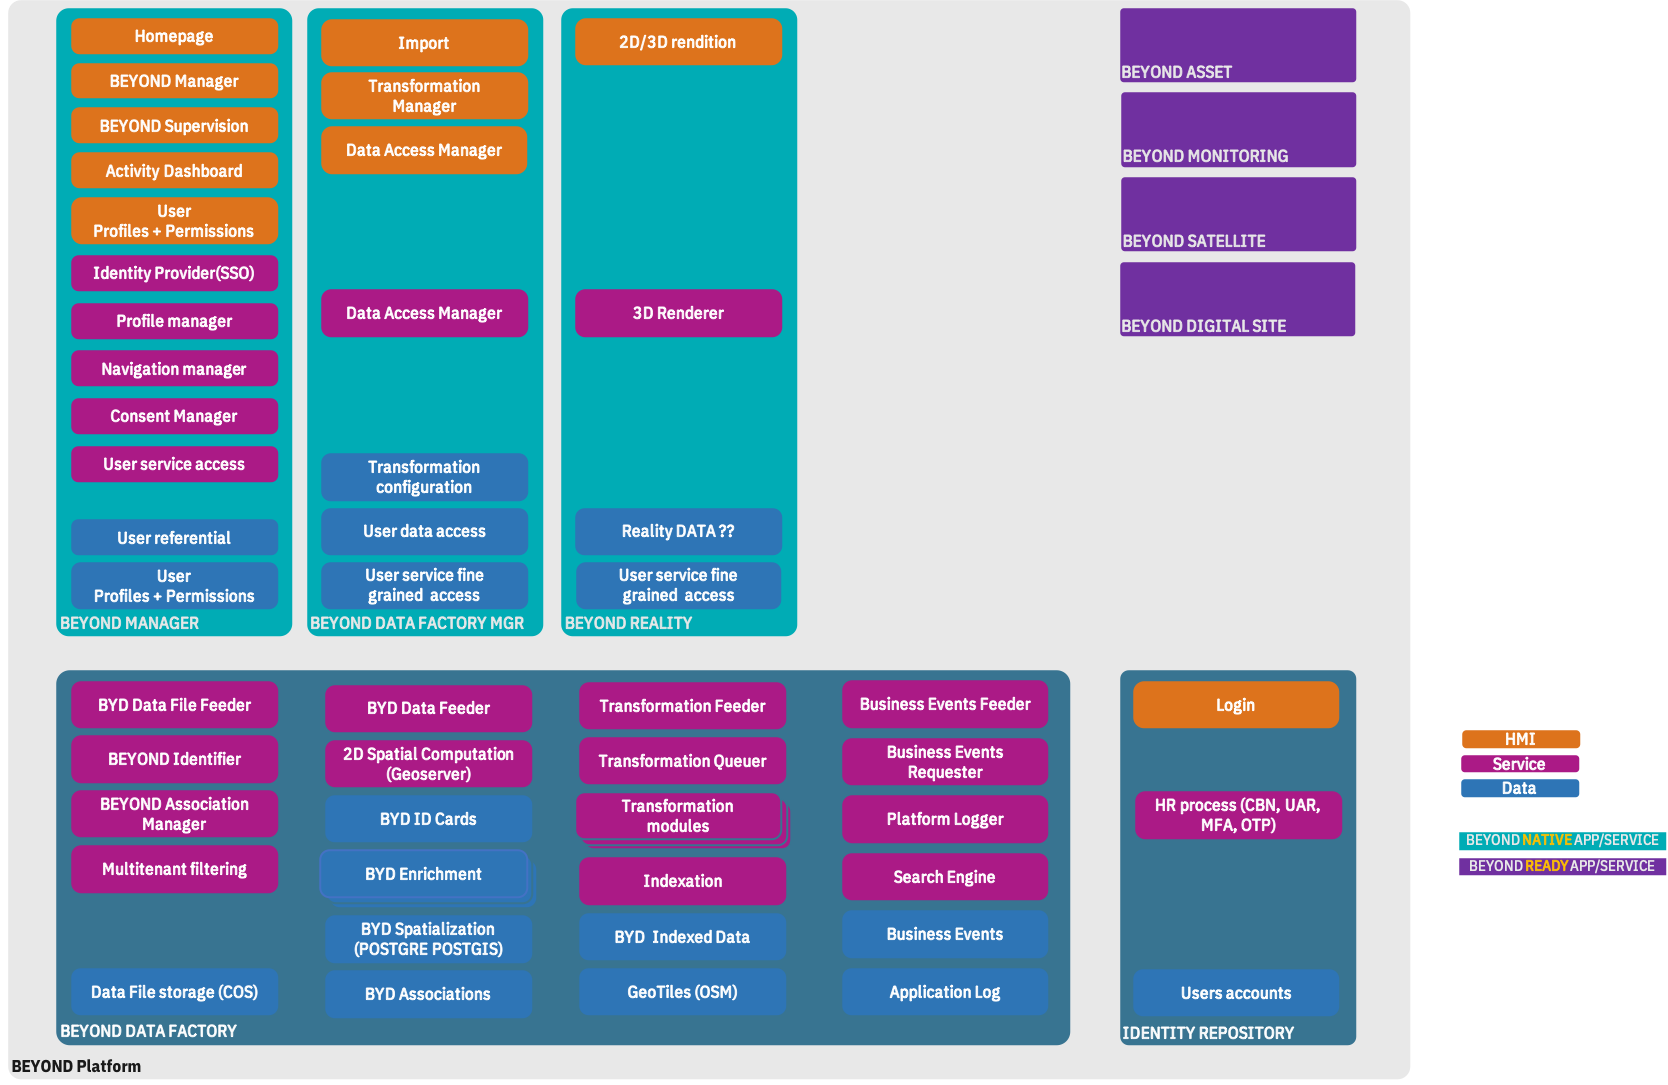 Homepage
BEYOND Manager
BEYOND Supervision
Activity Dashboard
User
Profiles + Permissions
Identity Provider(SSO)
Profile manager
Navigation manager
Consent Manager
User service access
User referential
User
Profiles + Permissions
BEYOND MANAGER
Import
Transformation
Manager
Data Access Manager
Data Access Manager
Transformation
configuration
User data access
User service fine
grained  access
BEYOND DATA FACTORY MGR
2D/3D rendition
3D Renderer
Reality DATA ??
User service fine
grained  access
BEYOND REALITY
BEYOND ASSET
BEYOND MONITORING
BEYOND SATELLITE
BEYOND DIGITAL SITE
BYD Data File Feeder
BEYOND Identifier
BEYOND Association
Manager
Multitenant filtering
Data File storage (COS)
BYD Data Feeder
2D Spatial Computation
(Geoserver)
BYD ID Cards
BYD Enrichment
BYD Spatialization
(POSTGRE POSTGIS)
BYD Associations
Transformation Feeder
Transformation Queuer
Transformation
modules
Indexation
BYD  Indexed Data
GeoTiles (OSM)
Business Events Feeder
Business Events
Requester
Platform Logger
Search Engine
Business Events
Application Log
BEYOND DATA FACTORY
Login
HR process (CBN, UAR,
MFA, OTP)
Users accounts
IDENTITY REPOSITORY
BEYOND Platform
HMI
Service
Data
BEYOND NATIVE APP/SERVICE
BEYOND READY APP/SERVICE